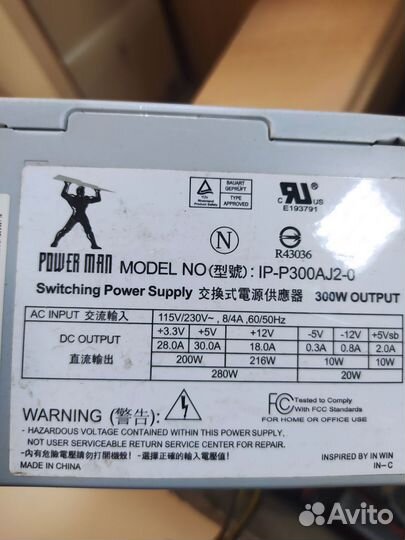 BAUART GEPRÜFT
TYPE APPROVED
c RU US
E193791
N
R43036
POWER MAN MODEL NO(型號): IP-P300AJ2-0
Switching Power Supply 交換式電源供應器 300W OUTPUT
AC INPUT 交流輸入 115V/230V~, 8/4A ,60/50Hz
DC OUTPUT 直流輸出 +3.3V +5V +12V -5V -12V +5Vsb
28.0A 30.0A 18.0A 0.3A 0.8A 2.0A
200W 216W 10W 10W
280W 20W
WARNING (警告):
FC Tested to Comply
With FCC Standards
FOR HOME OR OFFICE USE
- HAZARDOUS VOLTAGE CONTAINED WITHIN THIS POWER SUPPLY.
NOT USER SERVICEABLE RETURN SERVICE CENTER FOR REPAIR.
-內有危險電壓請勿打開機殼! -選擇正確的輸入電壓值!
MADE IN CHINA
INSPIRED BY IN WIN
IN-C
Avito